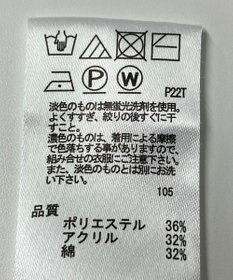 P W
P22T
淡色のものは無蛍光洗剤を使用。
よくすすぎ、絞りの後すぐに干
すこと。
濃色のものは、着用による摩擦
で色落ちする事がありますので、
組み合せの衣服にご注意下さい。
また、淡色のものとは別にお洗
い下さい。
105
品質
ポリエステル 36%
アクリル 32%
綿 32%